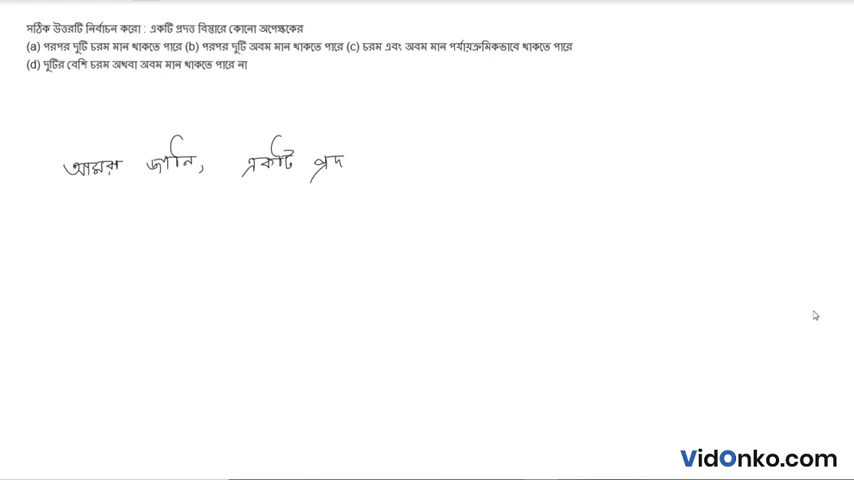 সঠিক উত্তরটি নির্বাচন করো : একটি প্রদত্ত বিস্তারে কোনো অপেক্ষকের
(a) পরপর দুটি চরম মান থাকতে পারে (b) পরপর দুটি অবম মান থাকতে পারে (c) চরম এবং অবম মান পর্যায়ক্রমিকভাবে থাকতে পারে
(d) দুটির বেশি চরম অথবা অবম মান থাকতে পারে না
আমরা জানি, একটি প্রদ
VidOnko.com